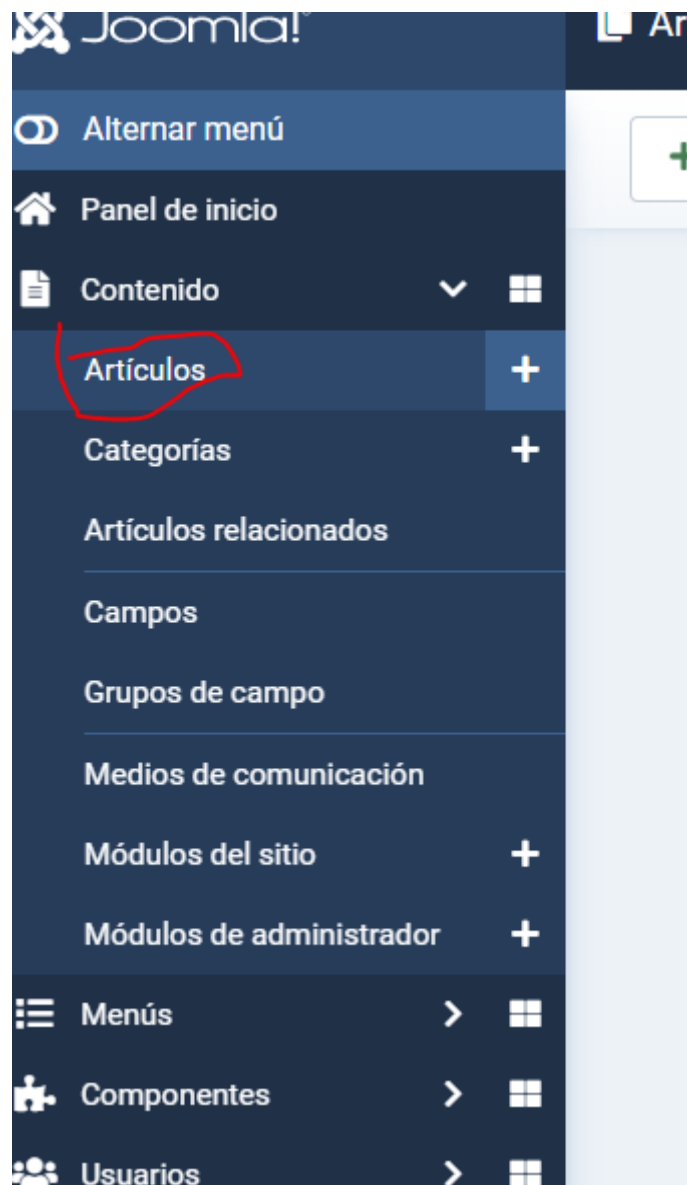 Joomla!
Ar
Alternar menú
Panel de inicio
Contenido
Artículos
Categorías
Artículos relacionados
Campos
Grupos de campo
Medios de comunicación
Módulos del sitio
Módulos de administrador
Menús
Componentes
Usuarios